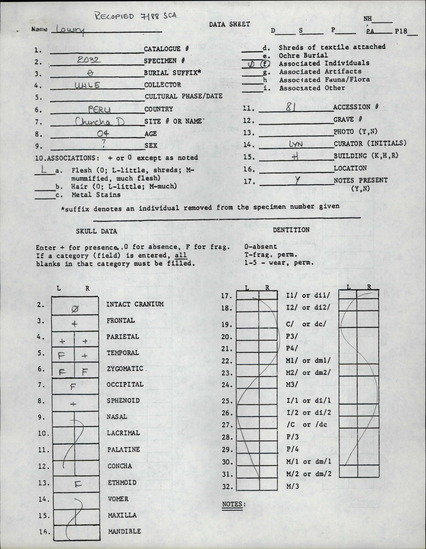 RECOPIED 7/88 SCA
Name Lowry DATA SHEET NH
D S P PA P18
1. CATALOGUE #
2. 2032 SPECIMEN #
3. ø BURIAL SUFFIX*
4. UHLE COLLECTOR
5. CULTURAL PHASE/DATE
6. PERU COUNTRY
7. Chincha D SITE # OR NAME
8. 04 AGE
9. ? SEX
d. Shreds of textile attached
e. Ochre Burial
Ø (f) Associated Individuals
g. Associated Artifacts
h Associated Fauna/Flora
i. Associated Other
11. 81 ACCESSION #
12. GRAVE #
13. PHOTO (Y,N)
14. LYN CURATOR (INITIALS)
15. H BUILDING (K,H,R)
16. LOCATION
17. Y NOTES PRESENT
(Y,N)
10. ASSOCIATIONS: + or 0 except as noted
L a. Flesh (0; L-little, shreds; M-
mummified, much flesh)
b. Hair (0; L-little; M-much)
c. Metal Stains
*suffix denotes an individual removed from the specimen number given
SKULL DATA
Enter + for presence, 0 for absence, F for frag.
If a category (field) is entered, all
blanks in that category must be filled.
DENTITION
0-absent
T-frag. perm.
1-5 - wear, perm.
L R
2. Ø INTACT CRANIUM
3. + FRONTAL
4. + + PARIETAL
5. F + TEMPORAL
6. F F ZYGOMATIC
7. F OCCIPITAL
8. + SPHENOID
9. NASAL
10. LACRIMAL
11. PALATINE
12. CONCHA
13. F ETHMOID
14. VOMER
15. MAXILLA
16. MANDIBLE
L R L R
17. I1/ or di1/
18. I2/ or di2/
19. C/ or dc/
20. P3/
21. P4/
22. M1/ or dm1/
23. M2/ or dm2/
24. M3/
25. I/1 or di/1
26. I/2 or di/2
27. /C or /dc
28. P/3
29. P/4
30. M/1 or dm/1
31. M/2 or dm/2
32. M/3
NOTES: